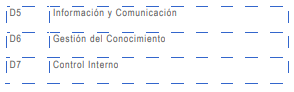 D5 Información y Comunicación
D6 Gestión del Conocimiento
D7 Control Interno